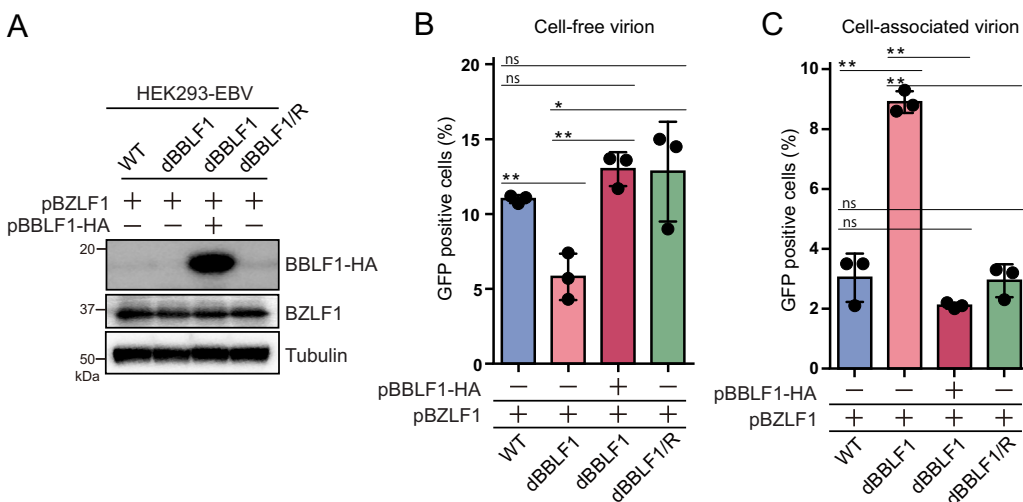 A
HEK293-EBV
WT dBBLF1 dBBLF1 dBBLF1/R
pBZLF1 + + + +
pBBLF1-HA − − + −
20 BBLF1-HA
37 BZLF1
50 Tubulin
kDa
B
Cell-free virion
GFP positive cells (%)
20
15
10
5
0
ns
ns
*
**
**
pBBLF1-HA − − + −
pBZLF1 + + + +
WT dBBLF1 dBBLF1 dBBLF1/R
C
Cell-associated virion
GFP positive cells (%)
10
8
6
4
2
0
**
** **
ns
ns
pBBLF1-HA − − + −
pBZLF1 + + + +
WT dBBLF1 dBBLF1 dBBLF1/R